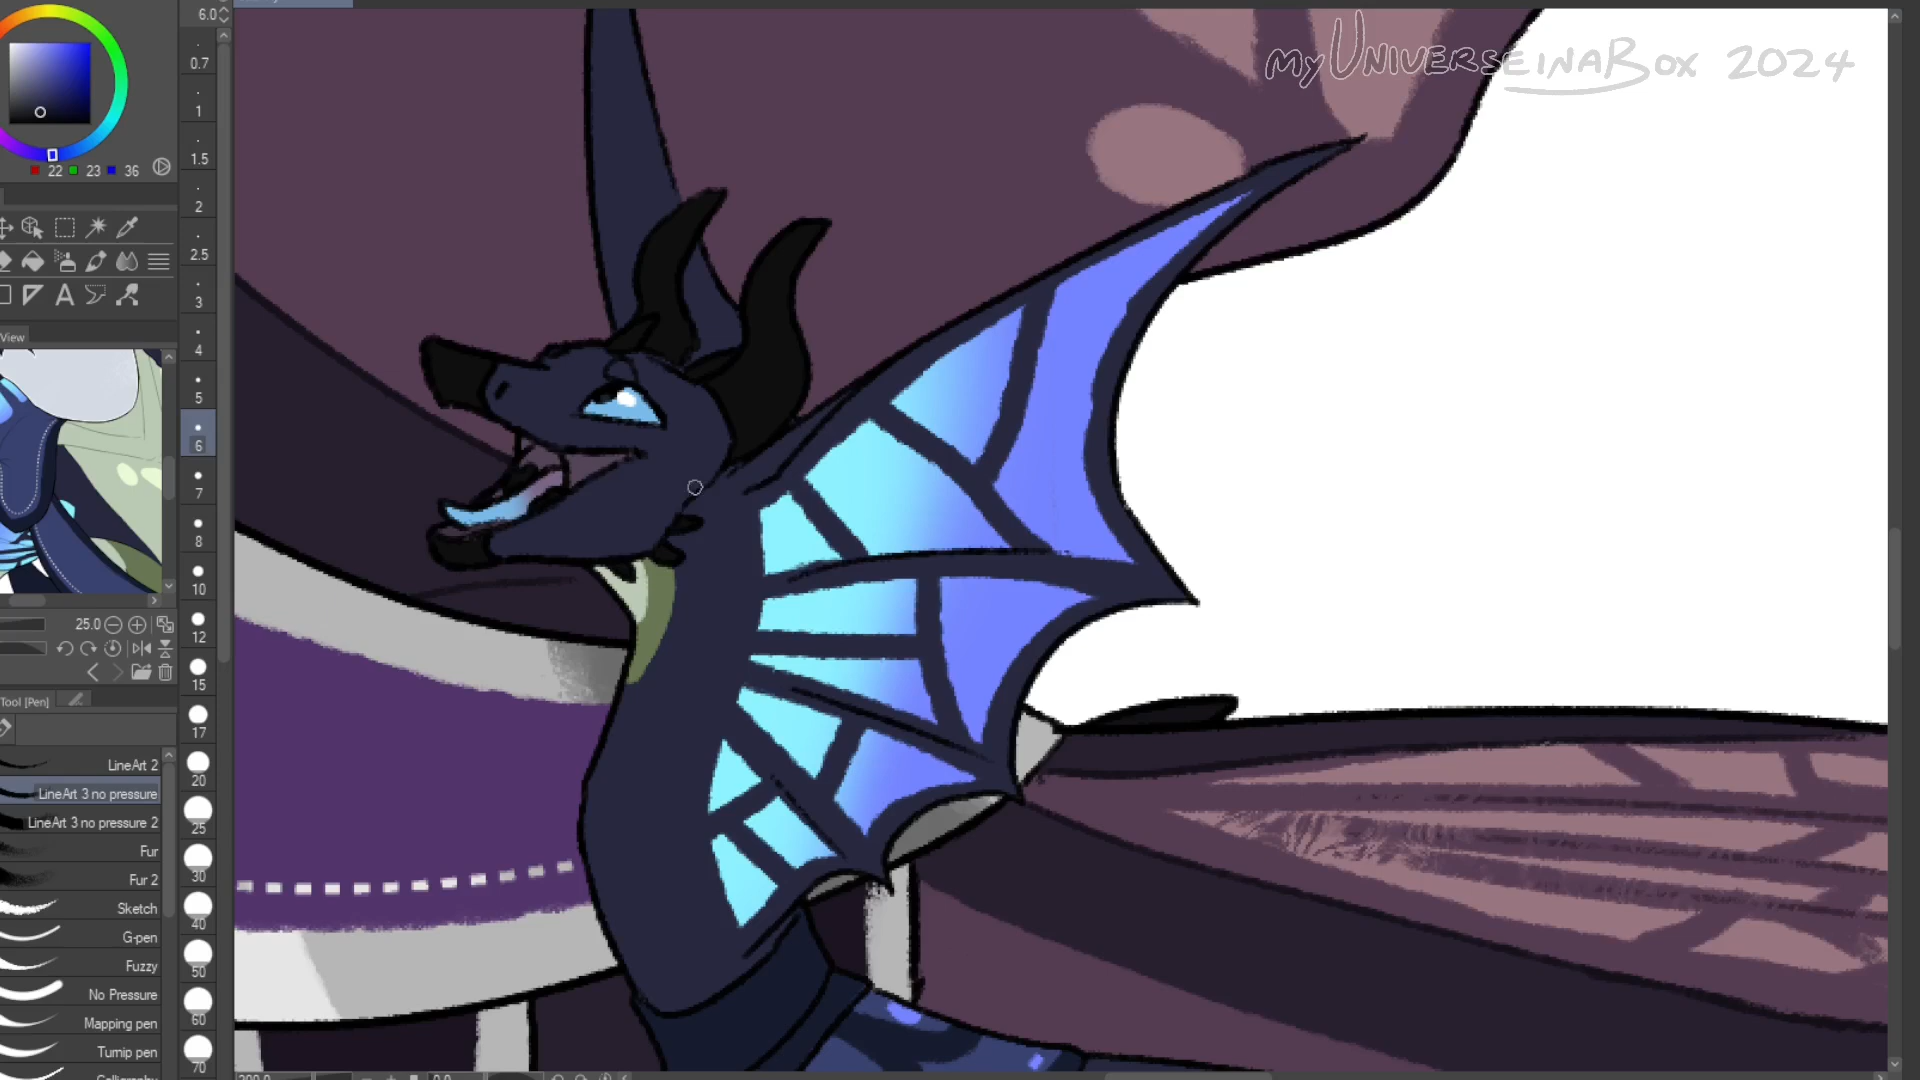 6.0
myUNIVERSEINABOX 2024
0.7
1
1.5
22 23 36
2
2.5
3
View
4
5
6
7
8
10
25.0
12
15
Tool [Pen]
17
LineArt 2
20
LineArt 3 no pressure
LineArt 3 no pressure 2
25
Fur
30
Fur 2
Sketch
40
G-pen
Fuzzy
50
No Pressure
60
Mapping pen
Turnip pen
70